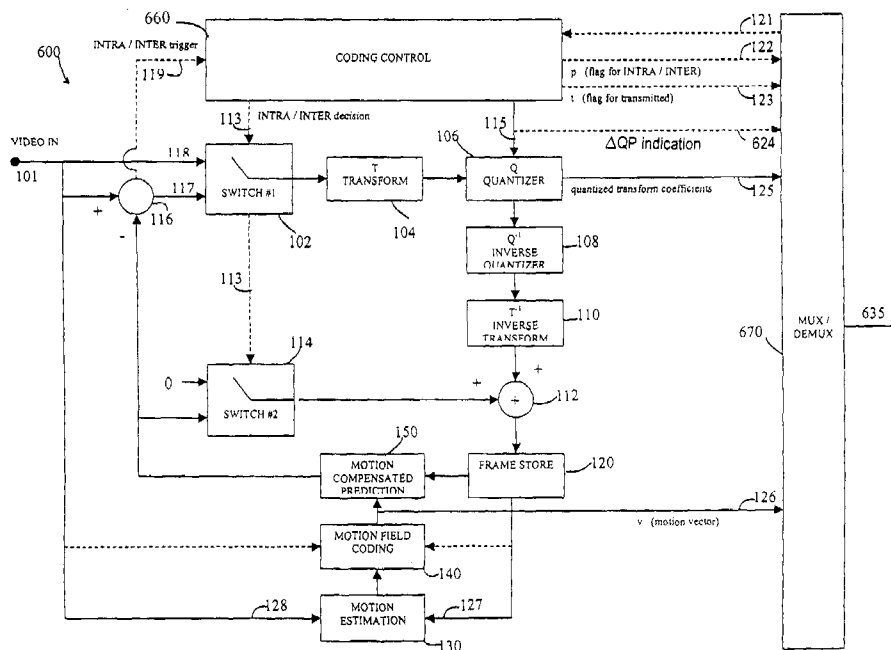 660
121
INTRA / INTER trigger
CODING CONTROL
122
600
119
p (flag for INTRA / INTER)
t (flag for transmitted)
123
113
INTRA / INTER decision
115
106
ΔQP indication
624
VIDEO IN
118
101
T
TRANSFORM
Q
QUANTIZER
117
SWITCH #1
quantized transform coefficients
125
+
116
-
102
104
Q⁻¹
INVERSE
QUANTIZER
108
113
T⁻¹
INVERSE
TRANSFORM
110
MUX /
DEMUX
635
670
114
0
+
+
+
112
SWITCH #2
150
MOTION
COMPENSATED
PREDICTION
FRAME STORE
120
126
v (motion vector)
MOTION FIELD
CODING
140
128
MOTION
ESTIMATION
127
130